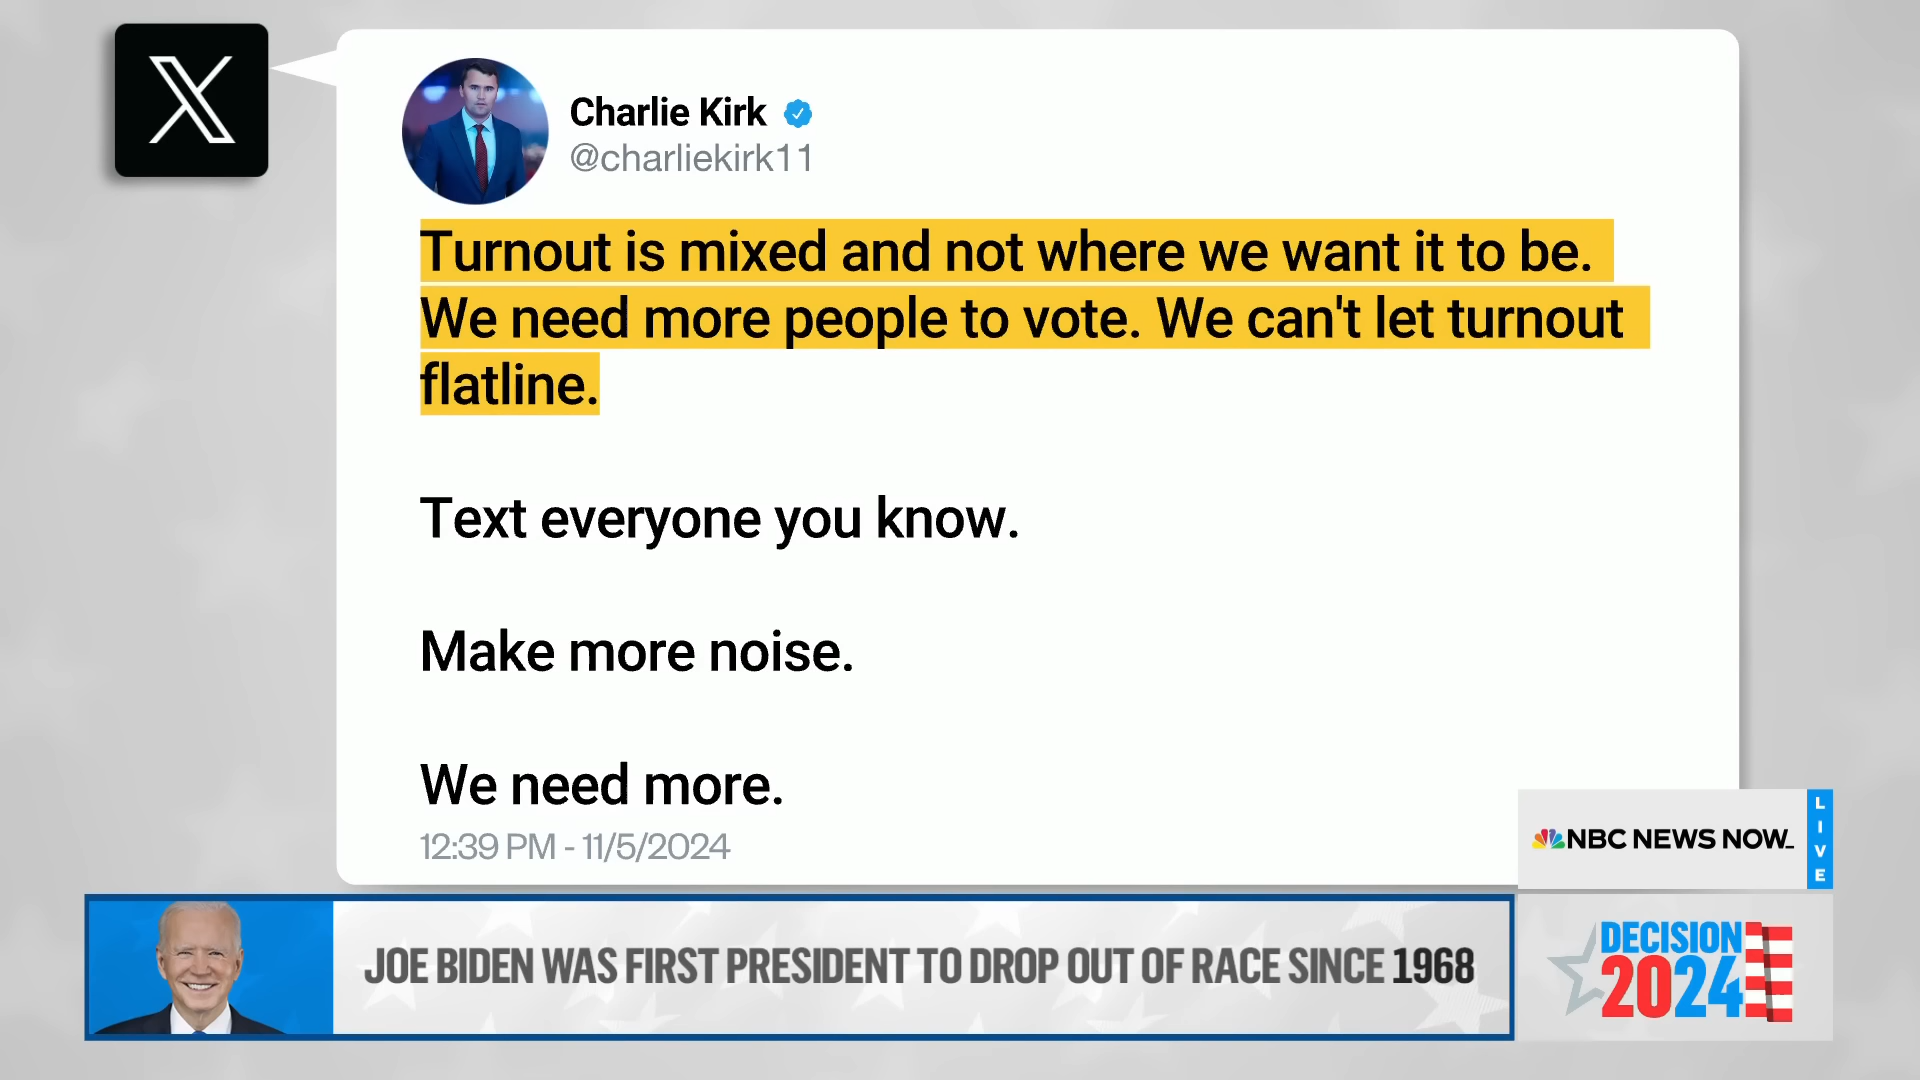 X
Charlie Kirk
@charliekirk11
Turnout is mixed and not where we want it to be.
We need more people to vote. We can't let turnout
flatline.
Text everyone you know.
Make more noise.
We need more.
12:39 PM - 11/5/2024
NBC NEWS NOW
LIVE
JOE BIDEN WAS FIRST PRESIDENT TO DROP OUT OF RACE SINCE 1968
DECISION
2024